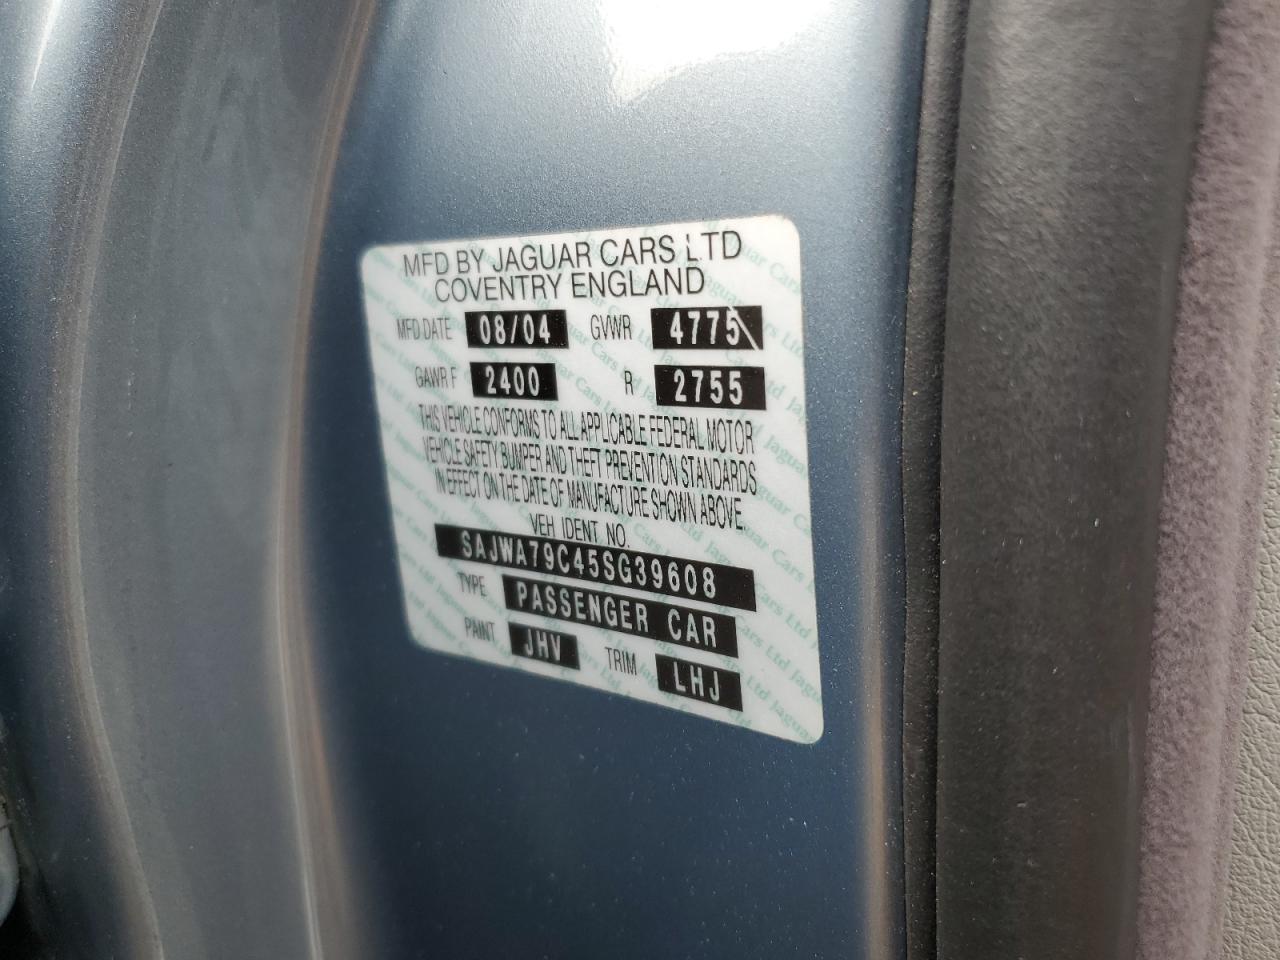 MFD BY JAGUAR CARS LTD
COVENTRY ENGLAND
MFD.DATE 08/04 GVWR 4775
GAWR F 2400 R 2755
THIS VEHICLE CONFORMS TO ALL APPLICABLE FEDERAL MOTOR
VEHICLE SAFETY BUMPER AND THEFT PREVENTION STANDARDS
IN EFFECT ON THE DATE OF MANUFACTURE SHOWN ABOVE.
VEH IDENT NO.
SAJWA79C45SG39608
TYPE PASSENGER CAR
PAINT JHV TRIM LHJ